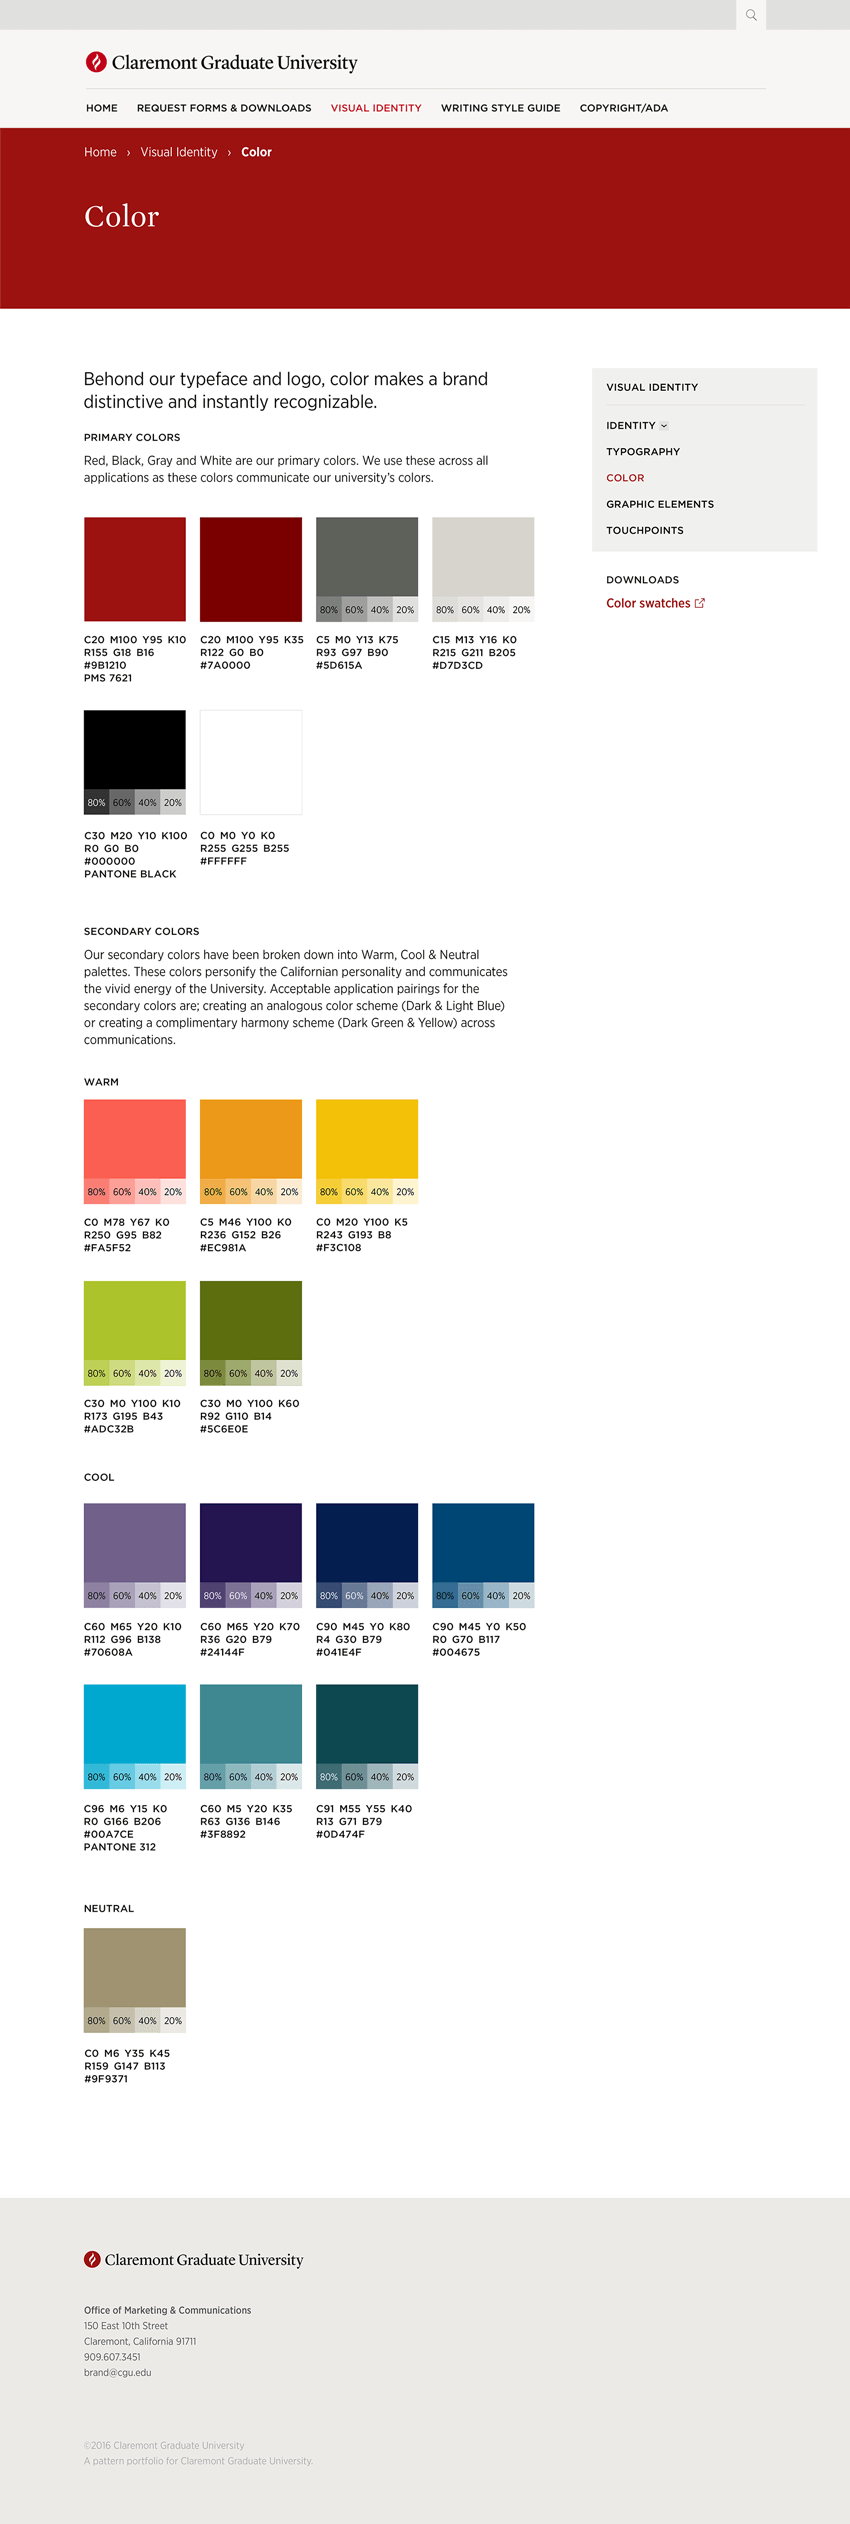 Claremont Graduate University
HOME REQUEST FORMS & DOWNLOADS VISUAL IDENTITY WRITING STYLE GUIDE COPYRIGHT/ADA
Home › Visual Identity › Color
Color
Behond our typeface and logo, color makes a brand
distinctive and instantly recognizable.
PRIMARY COLORS
Red, Black, Gray and White are our primary colors. We use these across all
applications as these colors communicate our university's colors.
80% 60% 40% 20% 80% 60% 40% 20%
C20 M100 Y95 K10 C20 M100 Y95 K35 C5 M0 Y13 K75 C15 M13 Y16 K0
R155 G18 B16 R122 G0 B0 R93 G97 B90 R215 G211 B205
#9B1210 #7A0000 #5D615A #D7D3CD
PMS 7621
80% 60% 40% 20%
C30 M20 Y10 K100 C0 M0 Y0 K0
R0 G0 B0 R255 G255 B255
#000000 #FFFFFF
PANTONE BLACK
SECONDARY COLORS
Our secondary colors have been broken down into Warm, Cool & Neutral
palettes. These colors personify the Californian personality and communicates
the vivid energy of the University. Acceptable application pairings for the
secondary colors are; creating an analogous color scheme (Dark & Light Blue)
or creating a complimentary harmony scheme (Dark Green & Yellow) across
communications.
WARM
80% 60% 40% 20% 80% 60% 40% 20% 80% 60% 40% 20%
C0 M78 Y67 K0 C5 M46 Y100 K0 C0 M20 Y100 K5
R250 G95 B82 R236 G152 B26 R243 G193 B8
#FA5F52 #EC981A #F3C108
80% 60% 40% 20% 80% 60% 40% 20%
C30 M0 Y100 K10 C30 M0 Y100 K60
R173 G195 B43 R92 G110 B14
#ADC32B #5C6E0E
COOL
80% 60% 40% 20% 80% 60% 40% 20% 80% 60% 40% 20% 80% 60% 40% 20%
C60 M65 Y20 K10 C60 M65 Y20 K70 C90 M45 Y0 K80 C90 M45 Y0 K50
R112 G96 B138 R36 G20 B79 R4 G30 B79 R0 G70 B117
#70608A #24144F #041E4F #004675
80% 60% 40% 20% 80% 60% 40% 20% 80% 60% 40% 20%
C96 M6 Y15 K0 C60 M5 Y20 K35 C91 M55 Y55 K40
R0 G166 B206 R63 G136 B146 R13 G71 B79
#00A7CE #3F8892 #0D474F
PANTONE 312
NEUTRAL
80% 60% 40% 20%
C0 M6 Y35 K45
R159 G147 B113
#9F9371
VISUAL IDENTITY
IDENTITY
TYPOGRAPHY
COLOR
GRAPHIC ELEMENTS
TOUCHPOINTS
DOWNLOADS
Color swatches
Claremont Graduate University
Office of Marketing & Communications
150 East 10th Street
Claremont, California 91711
909.607.3451
brand@cgu.edu
©2016 Claremont Graduate University
A pattern portfolio for Claremont Graduate University.